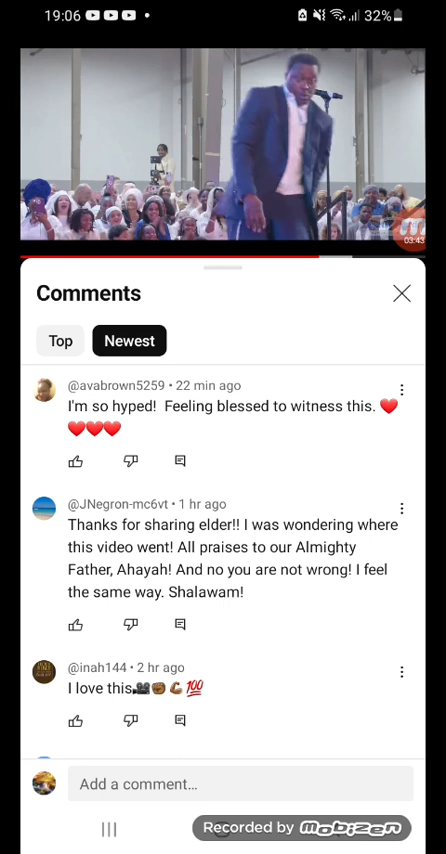 19:06
32%
03:43
Comments
Top
Newest
@avabrown5259 • 22 min ago
I'm so hyped!  Feeling blessed to witness this. ❤️
❤️❤️❤️
@JNegron-mc6vt • 1 hr ago
Thanks for sharing elder!! I was wondering where
this video went! All praises to our Almighty
Father, Ahayah! And no you are not wrong! I feel
the same way. Shalawam!
@inah144 • 2 hr ago
I love this🎥✊🏾💪🏾💯
Add a comment...
Recorded by mobizen